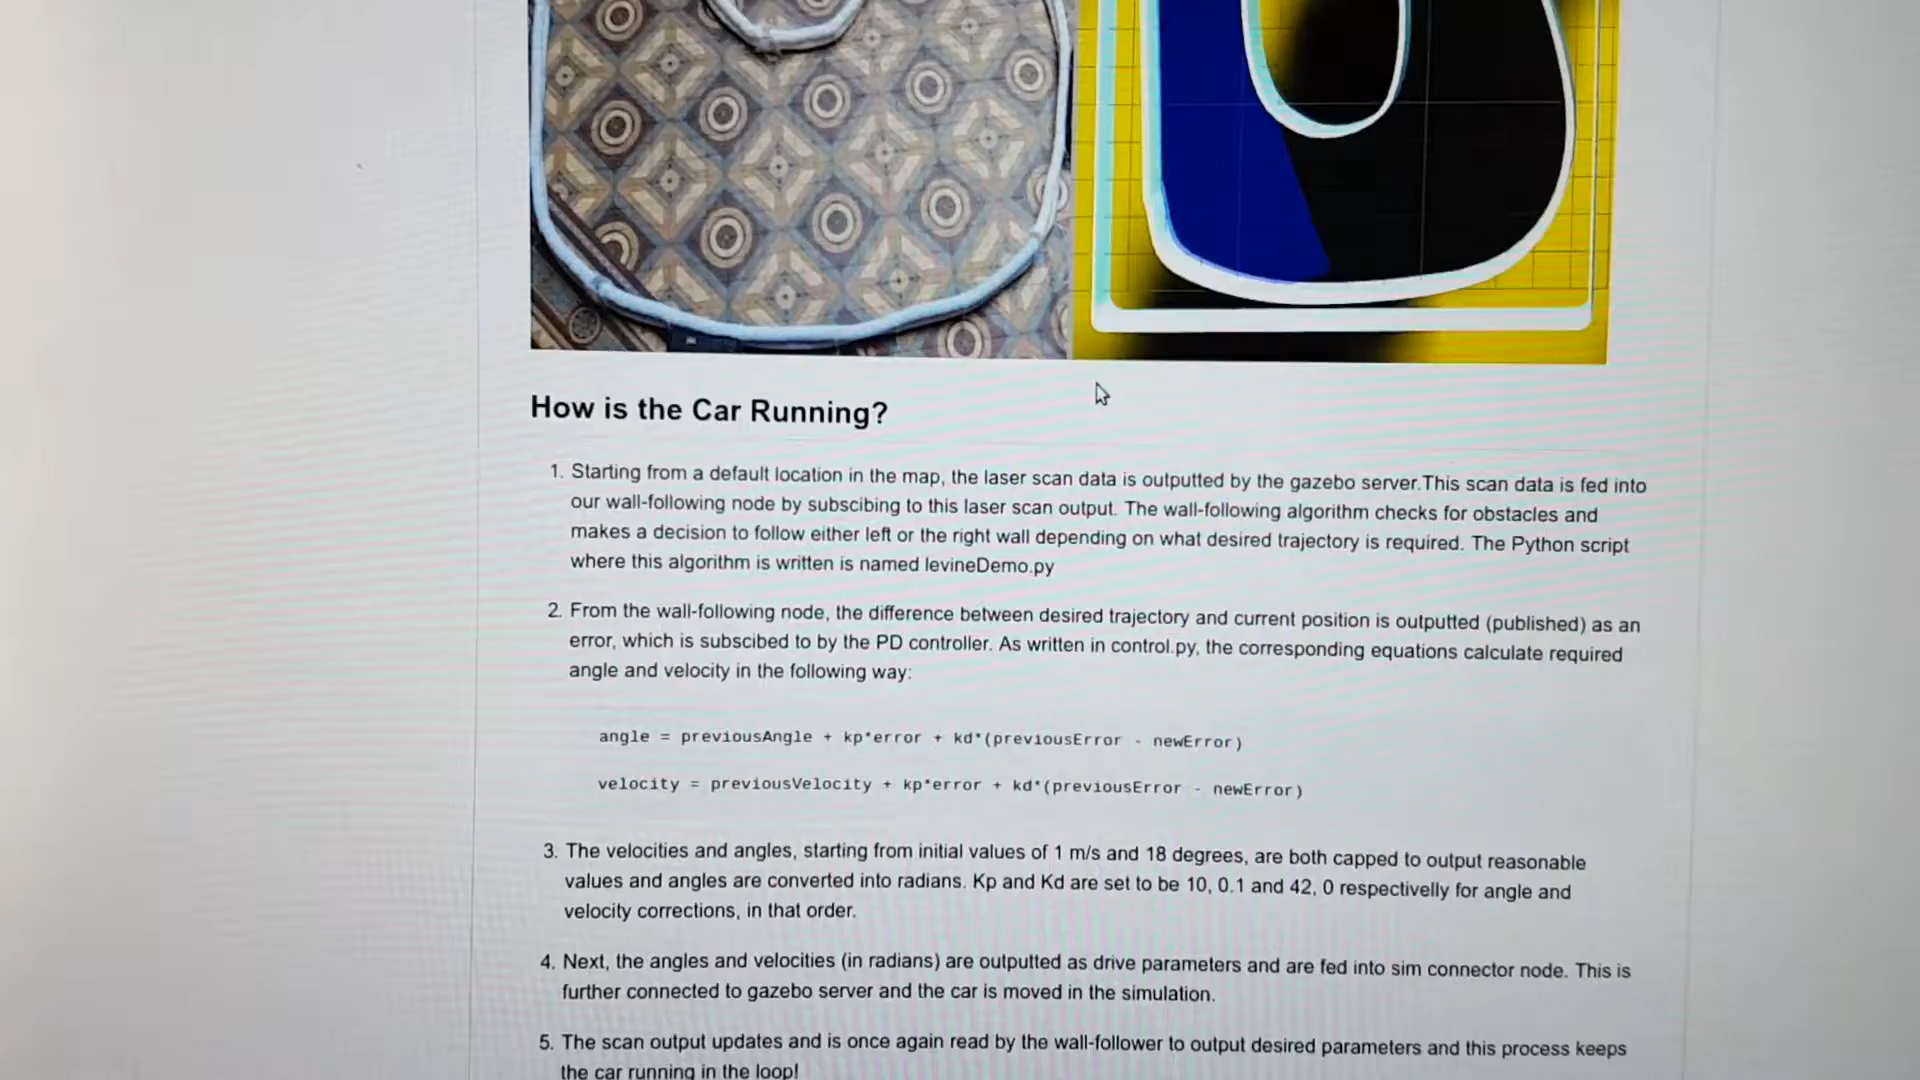 How is the Car Running?
1. Starting from a default location in the map, the laser scan data is outputted by the gazebo server.This scan data is fed into
our wall-following node by subscibing to this laser scan output. The wall-following algorithm checks for obstacles and
makes a decision to follow either left or the right wall depending on what desired trajectory is required. The Python script
where this algorithm is written is named levineDemo.py
2. From the wall-following node, the difference between desired trajectory and current position is outputted (published) as an
error, which is subscibed to by the PD controller. As written in control.py, the corresponding equations calculate required
angle and velocity in the following way:
angle = previousAngle + kp*error + kd*(previousError - newError)
velocity = previousVelocity + kp*error + kd*(previousError - newError)
3. The velocities and angles, starting from initial values of 1 m/s and 18 degrees, are both capped to output reasonable
values and angles are converted into radians. Kp and Kd are set to be 10, 0.1 and 42, 0 respectivelly for angle and
velocity corrections, in that order.
4. Next, the angles and velocities (in radians) are outputted as drive parameters and are fed into sim connector node. This is
further connected to gazebo server and the car is moved in the simulation.
5. The scan output updates and is once again read by the wall-follower to output desired parameters and this process keeps
the car running in the loop!